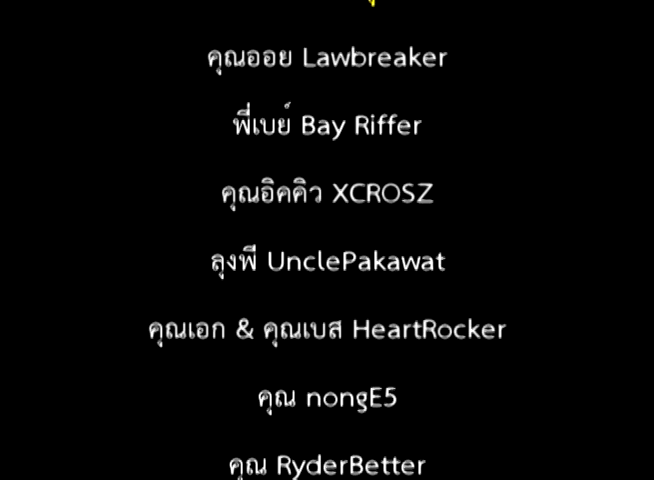 คุณออย Lawbreaker
พี่เบย์ Bay Riffer
คุณอิคคิว XCROSZ
ลุงพี UnclePakawat
คุณเอก & คุณเบส HeartRocker
คุณ nongE5
คุณ RyderBetter